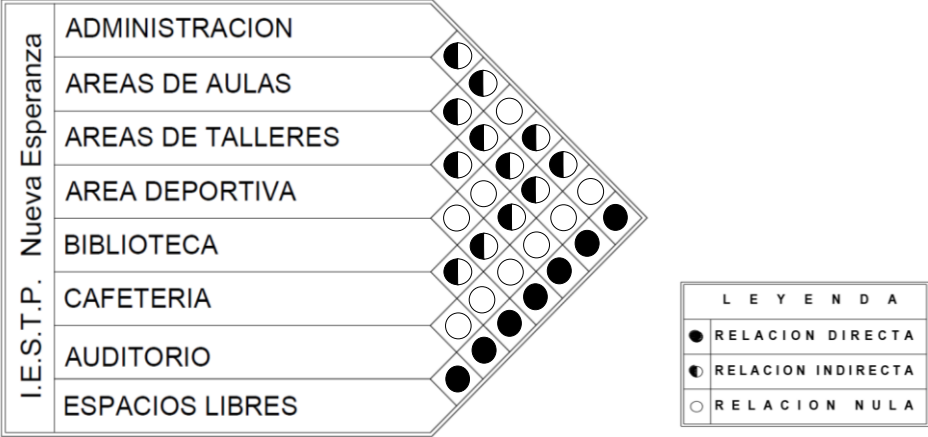 I.E.S.T.P. Nueva Esperanza
ADMINISTRACION
AREAS DE AULAS
AREAS DE TALLERES
AREA DEPORTIVA
BIBLIOTECA
CAFETERIA
AUDITORIO
ESPACIOS LIBRES
LEYENDA
RELACION DIRECTA
RELACION INDIRECTA
RELACION NULA